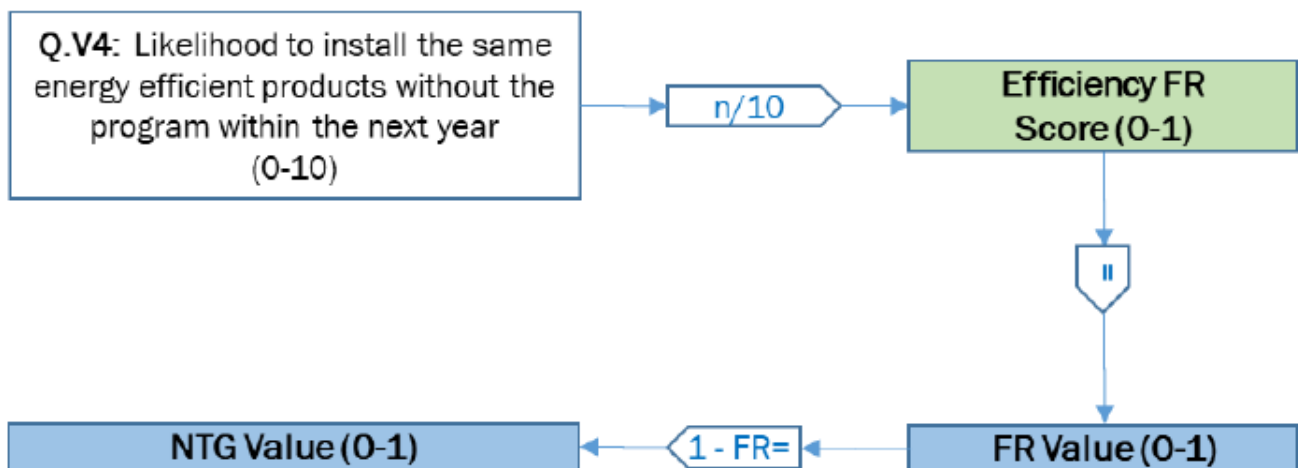 Q.V4: Likelihood to install the same
energy efficient products without the
program within the next year
(0-10)
n/10
Efficiency FR
Score (0-1)
=
FR Value (0-1)
1 - FR=
NTG Value (0-1)